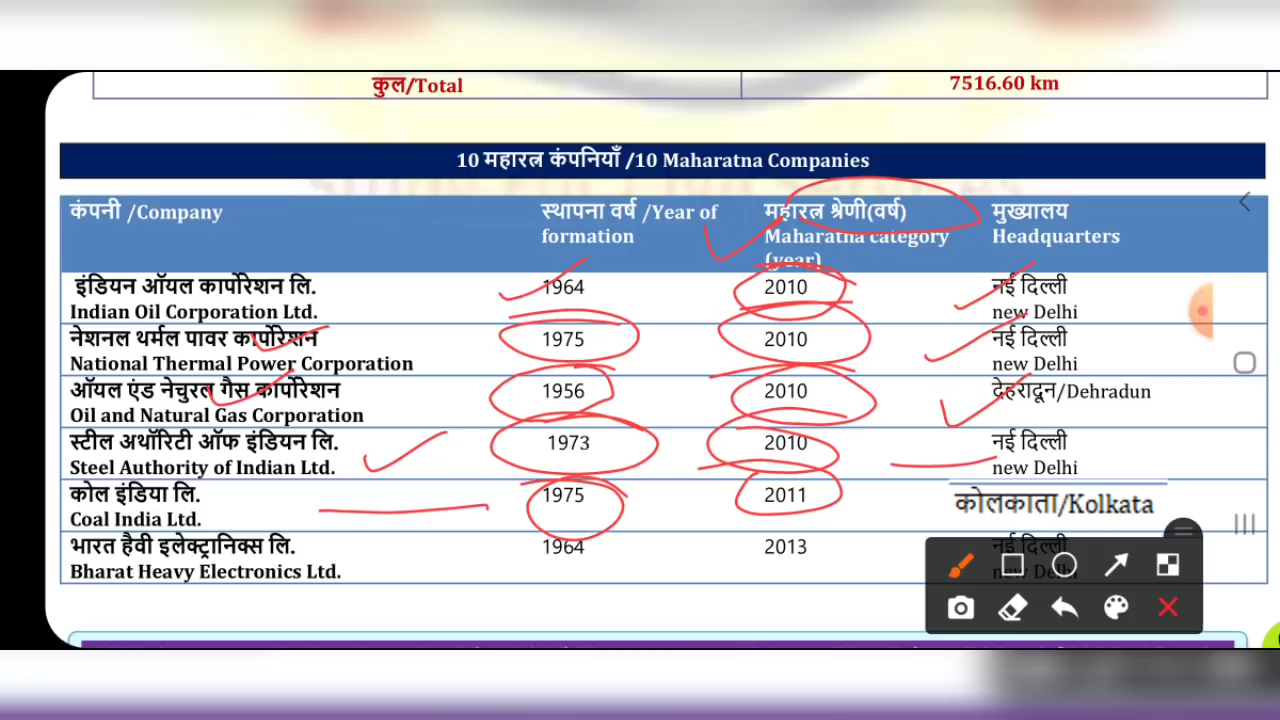 कुल/Total 7516.60 km
10 महारत्न कंपनियाँ /10 Maharatna Companies
कंपनी /Company स्थापना वर्ष /Year of formation महारत्न श्रेणी(वर्ष) Maharatna category (year) मुख्यालय Headquarters
इंडियन ऑयल कार्पोरेशन लि. 1964 2010 नई दिल्ली
Indian Oil Corporation Ltd. new Delhi
नेशनल थर्मल पावर कार्पोरेशन 1975 2010 नई दिल्ली
National Thermal Power Corporation new Delhi
ऑयल एंड नेचुरल गैस कार्पोरेशन 1956 2010 देहरादून/Dehradun
Oil and Natural Gas Corporation
स्टील अथॉरिटी ऑफ इंडियन लि. 1973 2010 नई दिल्ली
Steel Authority of Indian Ltd. new Delhi
कोल इंडिया लि. 1975 2011 कोलकाता/Kolkata
Coal India Ltd.
भारत हैवी इलेक्ट्रानिक्स लि. 1964 2013 नई दिल्ली
Bharat Heavy Electronics Ltd. new Delhi